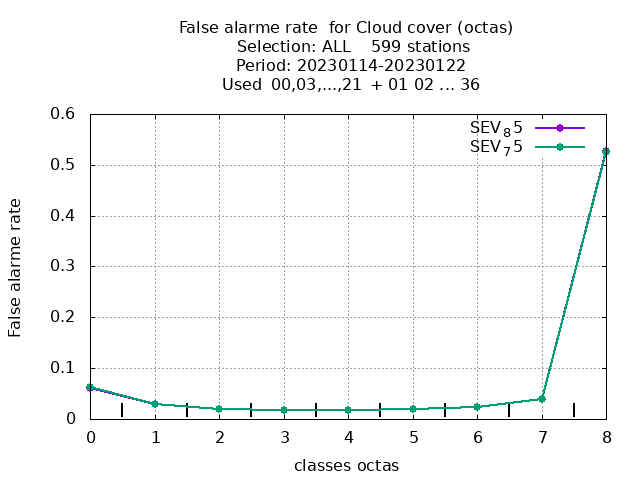 False alarme rate  for Cloud cover (octas)
Selection: ALL    599 stations
Period: 20230114-20230122
Used  00,03,...,21  + 01 02 ... 36
SEV₈5
SEV₇5
0.6
0.5
0.4
0.3
0.2
0.1
0
False alarme rate
0 1 2 3 4 5 6 7 8
classes octas